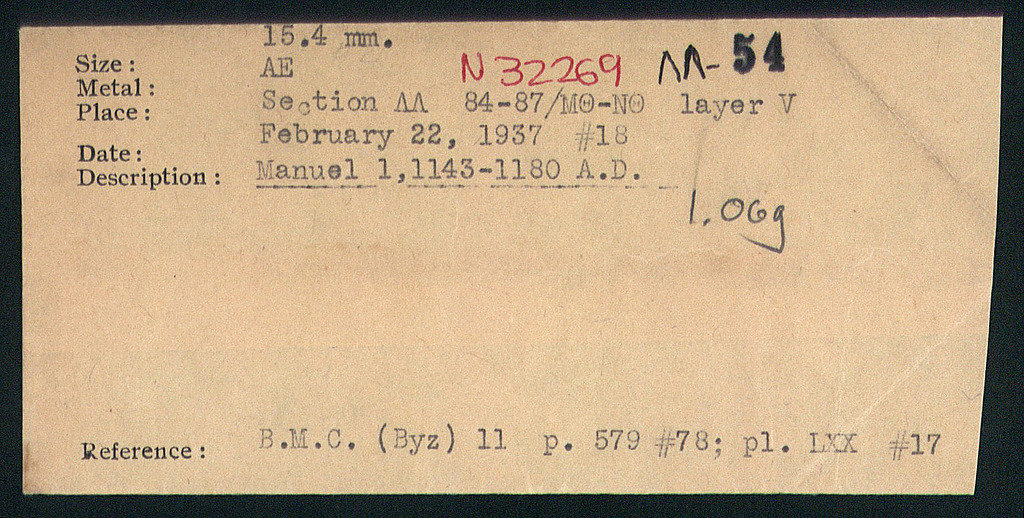 15.4 mm.
Size: AE N 32269 ΛΛ- 54
Metal:
Place: Section ΛΛ 84-87/ΜΘ-ΝΘ layer V
February 22, 1937 #18
Date:
Description: Manuel 1,1143-1180 A.D.
1.06g
Reference: B.M.C. (Byz) 11 p. 579 #78; pl. LXX #17